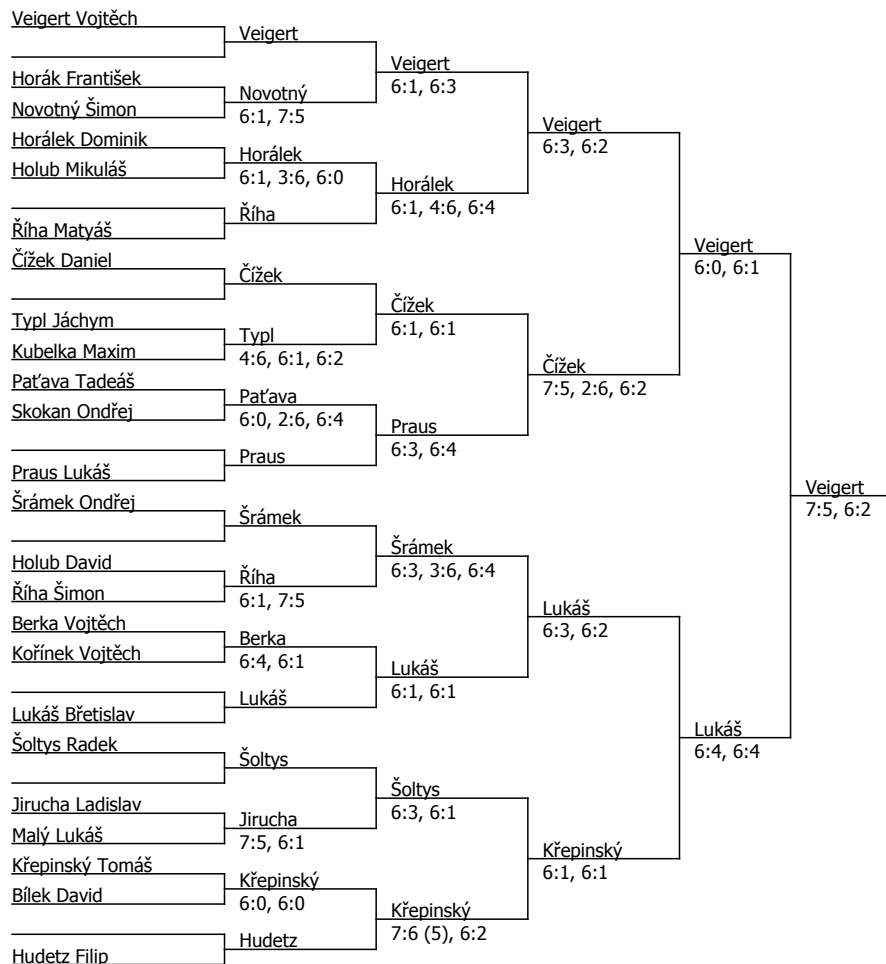 Veigert Vojtěch
Horák František
Novotný Šimon
Horálek Dominik
Holub Mikuláš
Říha Matyáš
Čížek Daniel
Typl Jáchym
Kubelka Maxim
Paťava Tadeáš
Skokan Ondřej
Praus Lukáš
Šrámek Ondřej
Holub David
Říha Šimon
Berka Vojtěch
Kořínek Vojtěch
Lukáš Břetislav
Šoltys Radek
Jirucha Ladislav
Malý Lukáš
Křepinský Tomáš
Bílek David
Hudetz Filip
Veigert
Novotný
6:1, 7:5
Horálek
6:1, 3:6, 6:0
Říha
Čížek
Typl
4:6, 6:1, 6:2
Paťava
6:0, 2:6, 6:4
Praus
Šrámek
Říha
6:1, 7:5
Berka
6:4, 6:1
Lukáš
Šoltys
Jirucha
7:5, 6:1
Křepinský
6:0, 6:0
Hudetz
Veigert
6:1, 6:3
Horálek
6:1, 4:6, 6:4
Čížek
6:1, 6:1
Praus
6:3, 6:4
Šrámek
6:3, 3:6, 6:4
Lukáš
6:1, 6:1
Šoltys
6:3, 6:1
Křepinský
7:6 (5), 6:2
Veigert
6:3, 6:2
Čížek
7:5, 2:6, 6:2
Lukáš
6:3, 6:2
Křepinský
6:1, 6:1
Veigert
6:0, 6:1
Lukáš
6:4, 6:4
Veigert
7:5, 6:2